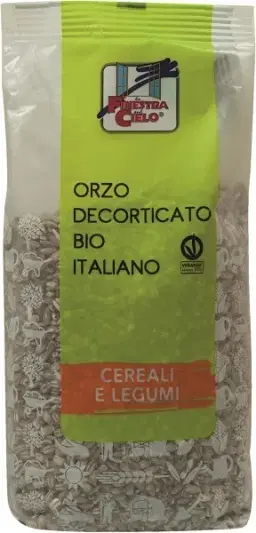 La
FINESTRA
sul
CIELO®
ORZO
DECORTICATO
BIO
ITALIANO
CEREALI
E LEGUMI